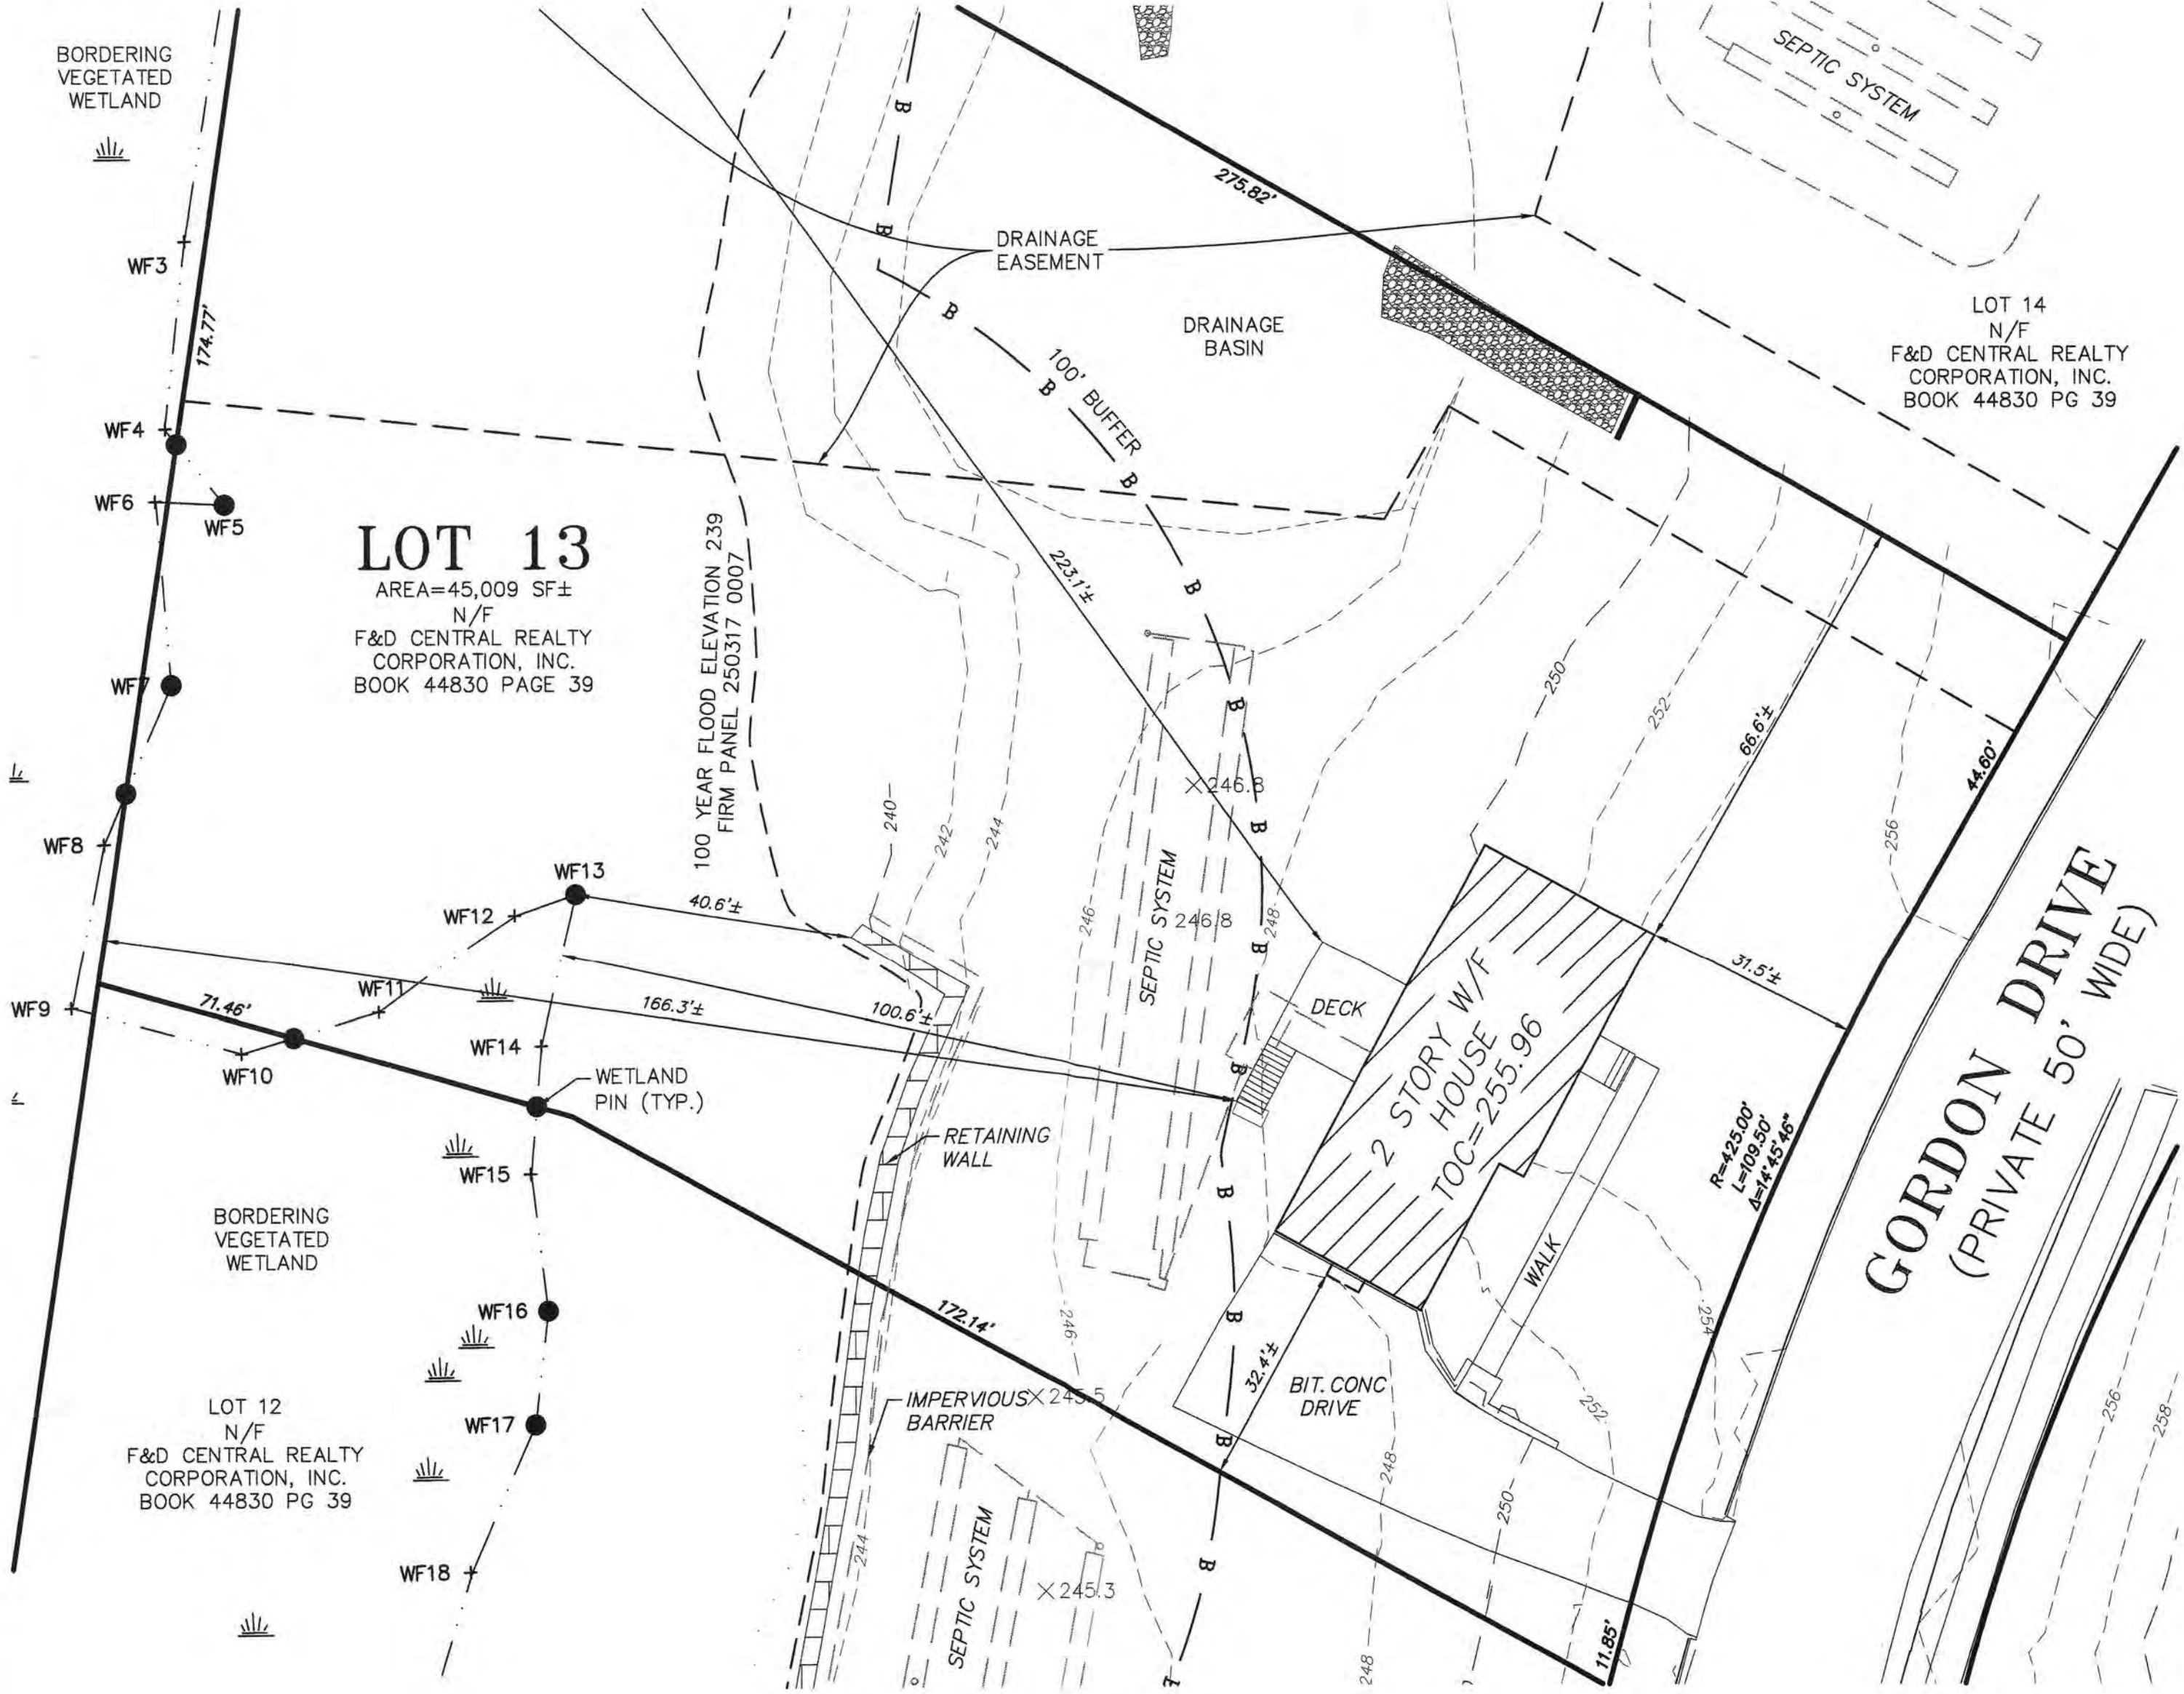 BORDERING
VEGETATED
WETLAND
WF3
174.77'
WF4
WF6
WF5
LOT 13
AREA=45,009 SF±
N/F
F&D CENTRAL REALTY
CORPORATION, INC.
BOOK 44830 PAGE 39
WF7
WF8
WF9
WF10
71.46'
WF11
WF12
WF13
WF14
WETLAND
PIN (TYP.)
WF15
BORDERING
VEGETATED
WETLAND
WF16
WF17
LOT 12
N/F
F&D CENTRAL REALTY
CORPORATION, INC.
BOOK 44830 PG 39
WF18
100 YEAR FLOOD ELEVATION 239
FIRM PANEL 250317 0007
40.6'±
166.3'±
100.6'±
RETAINING
WALL
IMPERVIOUS
BARRIER
240
242
244
244
DRAINAGE
EASEMENT
DRAINAGE
BASIN
275.82'
B
B
B
100' BUFFER
B
B
B
B
B
B
B
B
B
B
B
B
223.1'±
SEPTIC SYSTEM
LOT 14
N/F
F&D CENTRAL REALTY
CORPORATION, INC.
BOOK 44830 PG 39
250
252
66.6'±
256
44.60'
246.8
246.8
246
SEPTIC SYSTEM
248
DECK
2 STORY W/F
HOUSE
TOC=255.96
31.5'±
GORDON DRIVE
(PRIVATE 50' WIDE)
R=425.00'
L=109.50'
Δ=14°45'46"
WALK
254
246
172.14'
245.5
32.4'±
BIT. CONC
DRIVE
252
248
250
248
SEPTIC SYSTEM
245.3
11.85'
256
258